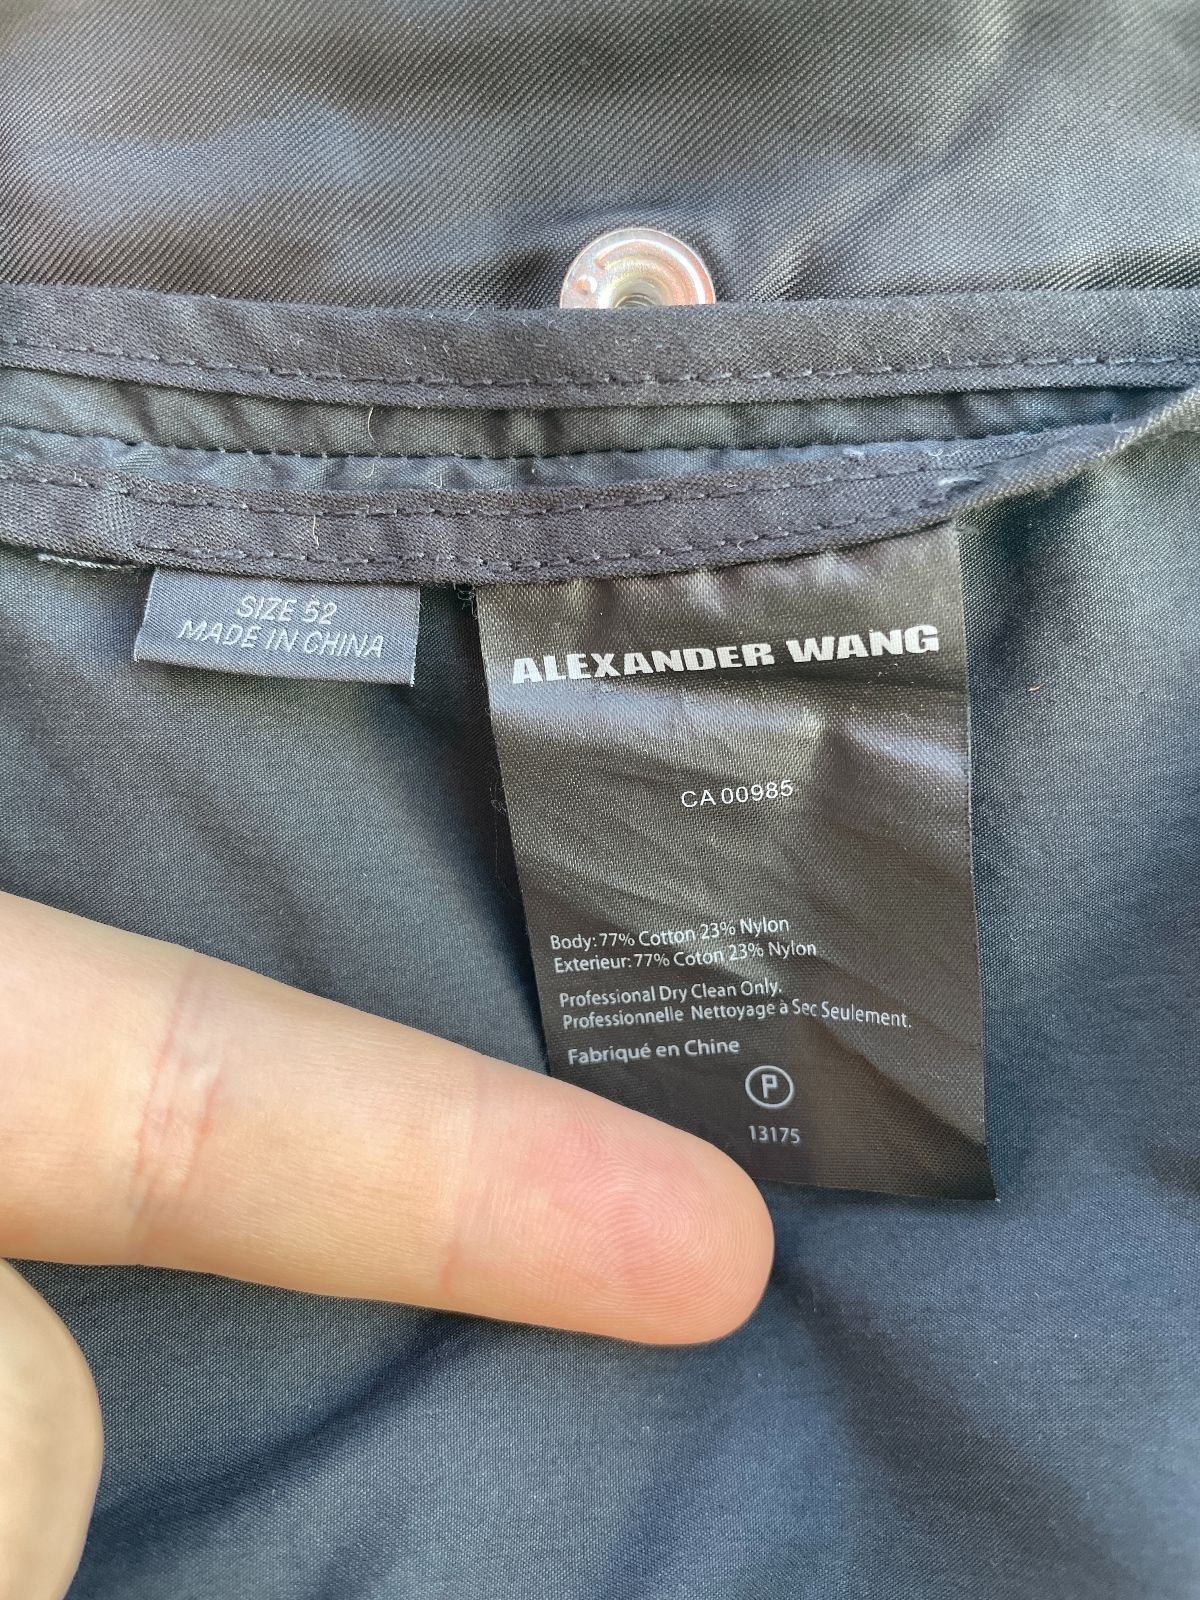 SIZE 52
MADE IN CHINA
ALEXANDER WANG
CA 00985
Body: 77% Cotton 23% Nylon
Exterieur: 77% Coton 23% Nylon
Professional Dry Clean Only.
Professionnelle Nettoyage à Sec Seulement.
Fabriqué en Chine
P
13175